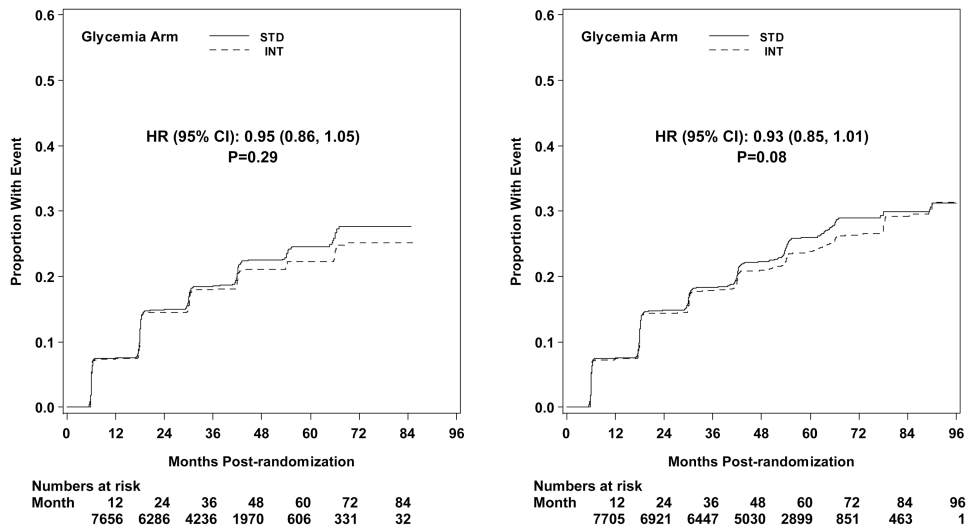 Glycemia Arm STD
INT
HR (95% CI): 0.95 (0.86, 1.05)
P=0.29
Proportion With Event
0.6
0.5
0.4
0.3
0.2
0.1
0.0
0 12 24 36 48 60 72 84 96
Months Post-randomization
Numbers at risk
Month 12 24 36 48 60 72 84
7656 6286 4236 1970 606 331 32
Glycemia Arm STD
INT
HR (95% CI): 0.93 (0.85, 1.01)
P=0.08
Proportion With Event
0.6
0.5
0.4
0.3
0.2
0.1
0.0
0 12 24 36 48 60 72 84 96
Months Post-randomization
Numbers at risk
Month 12 24 36 48 60 72 84 96
7705 6921 6447 5030 2899 851 463 1